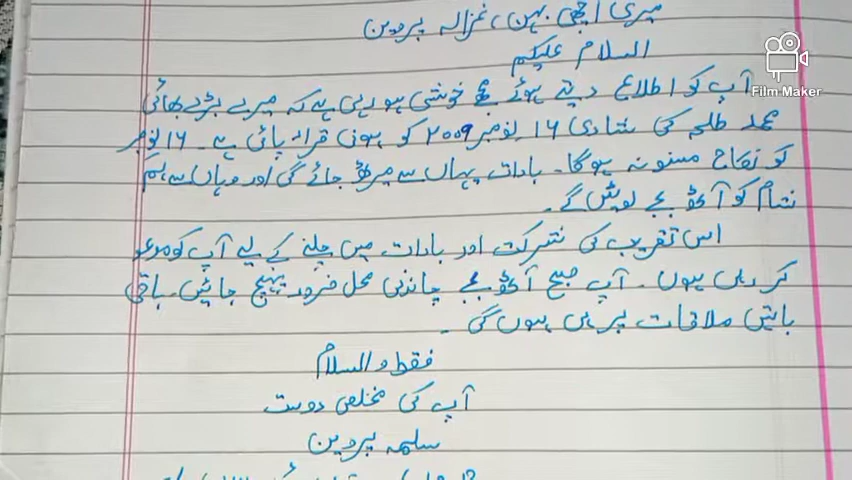 میری اچھی بہن، غزالہ پروین
السلام علیکم
Film Maker
آپ کو اطلاع دیتے ہوئے مجھے خوشی ہو رہی ہے کہ میرے بڑے بھائی
محمد طلحہ کی شادی ۱۶ نومبر ۲۰۰۹ کو ہونی قرار پائی ہے۔ ۱۶ نومبر
کو نکاح مسنونہ ہوگا۔ بارات یہاں سے میرٹھ جائے گی اور وہاں سے ہم
شام کو آٹھ بجے لوٹیں گے۔
اس تقریب کی شرکت اور بارات میں چلنے کے لیے آپ کو مدعو
کر رہی ہوں۔ آپ صبح آٹھ بجے چاندنی محل ضرور پہنچ جائیں۔ باقی
باتیں ملاقات پر ہی ہوں گی۔
فقط والسلام
آپ کی مخلص دوست
سلمہ پروین